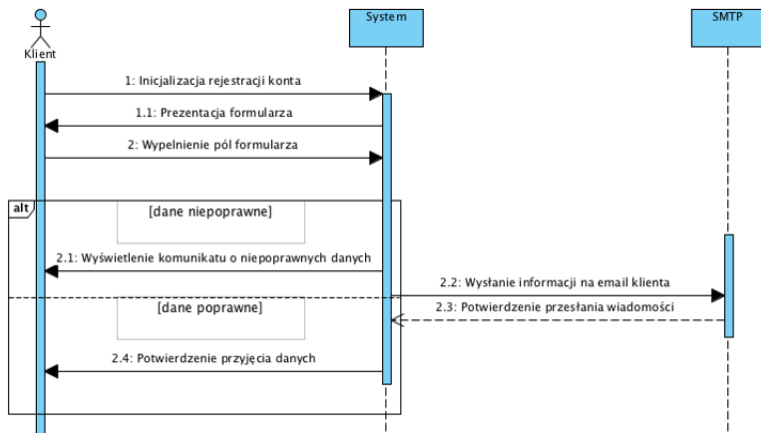 System
SMTP
Klient
1: Inicjalizacja rejestracji konta
1.1: Prezentacja formularza
2: Wypelnienie pól formularza
alt
[dane niepoprawne]
2.1: Wyświetlenie komunikatu o niepoprawnych danych
2.2: Wysłanie informacji na email klienta
[dane poprawne]
2.3: Potwierdzenie przesłania wiadomości
2.4: Potwierdzenie przyjęcia danych